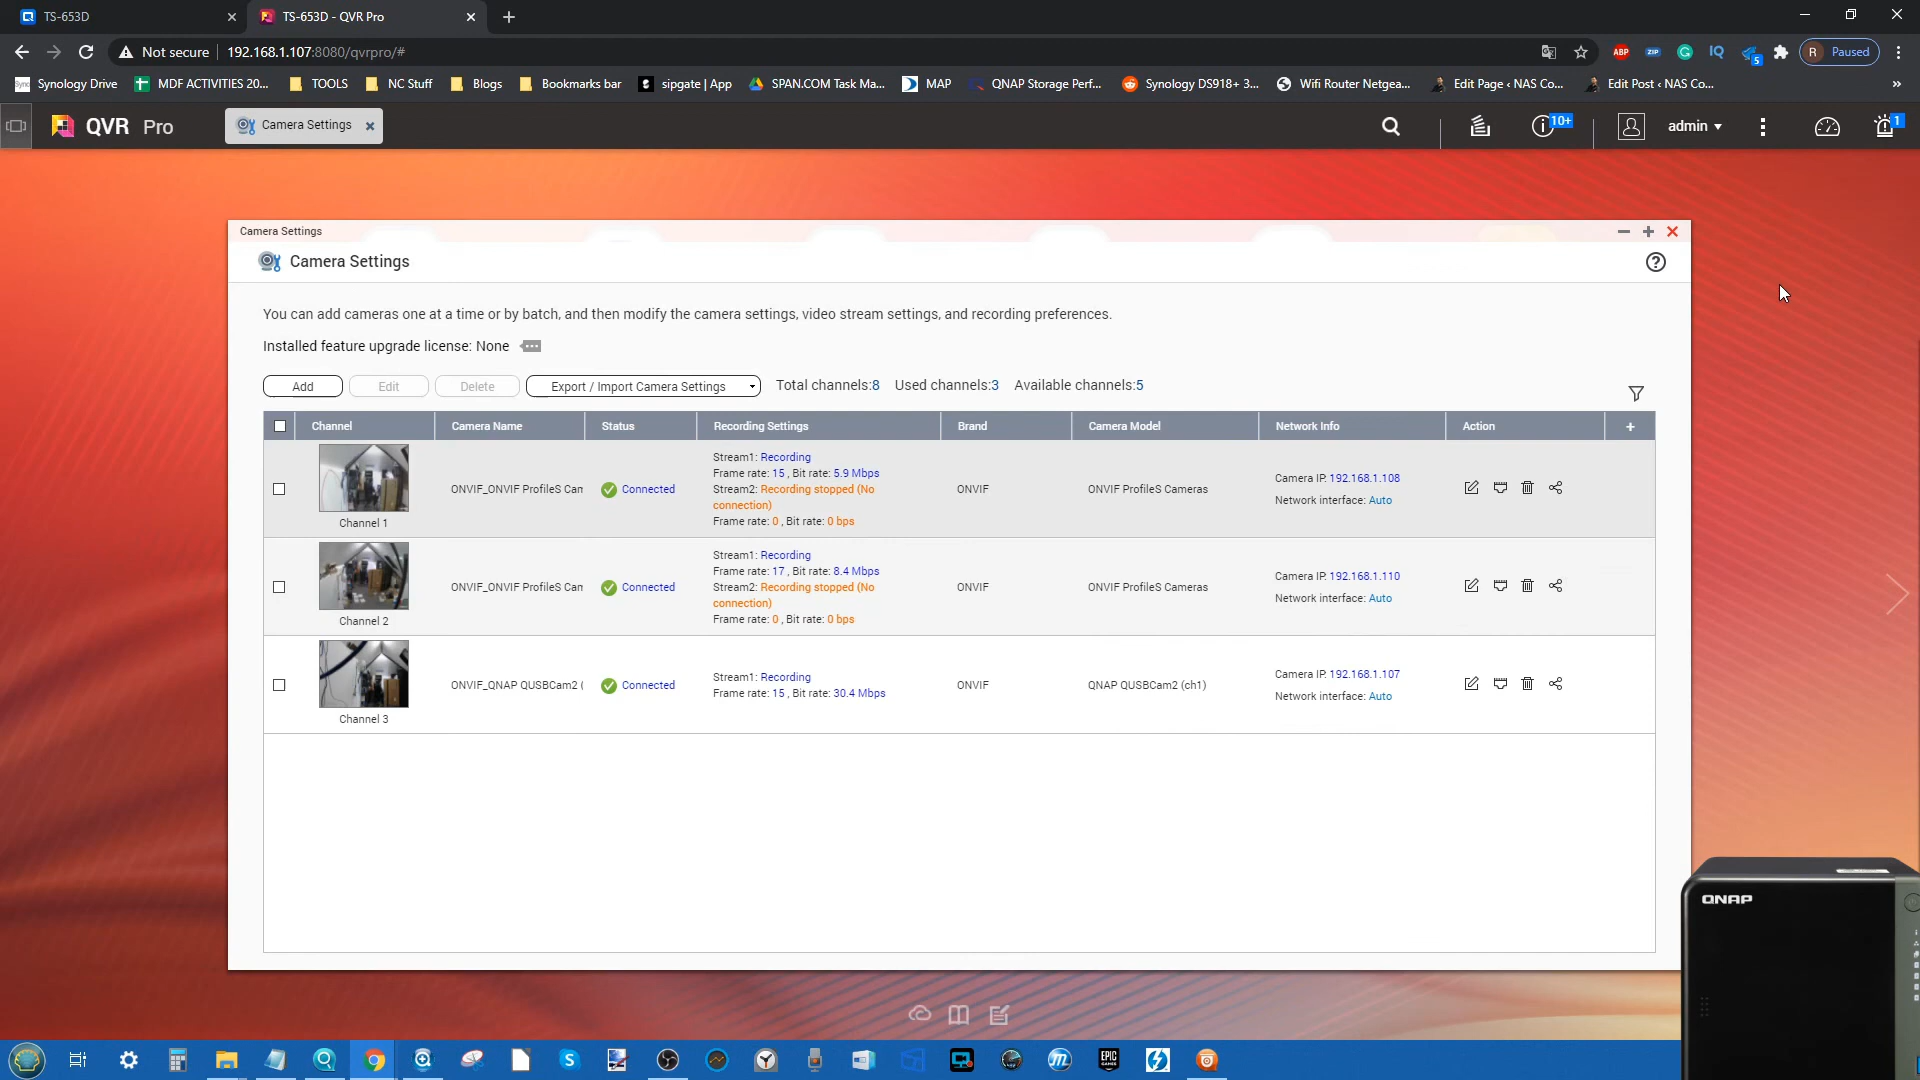 TS-653D
TS-653D - QVR Pro
Not secure
192.168.1.107:8080/qvrpro/#
ABP
ZIP
IQ
5
R Paused
Synology Drive
MDF ACTIVITIES 20...
TOOLS
NC Stuff
Blogs
Bookmarks bar
sipgate | App
SPAN.COM Task Ma...
MAP
QNAP Storage Perf...
Synology DS918+ 3...
Wifi Router Netgea...
Edit Page ‹ NAS Co...
Edit Post ‹ NAS Co...
»
QVR Pro
Camera Settings
10+
admin
1
Camera Settings
Camera Settings
You can add cameras one at a time or by batch, and then modify the camera settings, video stream settings, and recording preferences.
Installed feature upgrade license: None
Add
Edit
Delete
Export / Import Camera Settings
Total channels:8
Used channels:3
Available channels:5
Channel
Camera Name
Status
Recording Settings
Brand
Camera Model
Network Info
Action
+
Channel 1
ONVIF_ONVIF ProfileS Can
Connected
Stream1: Recording
Frame rate: 15 , Bit rate: 5.9 Mbps
Stream2: Recording stopped (No
connection)
Frame rate: 0 , Bit rate: 0 bps
ONVIF
ONVIF ProfileS Cameras
Camera IP: 192.168.1.108
Network interface: Auto
Channel 2
ONVIF_ONVIF ProfileS Can
Connected
Stream1: Recording
Frame rate: 17 , Bit rate: 8.4 Mbps
Stream2: Recording stopped (No
connection)
Frame rate: 0 , Bit rate: 0 bps
ONVIF
ONVIF ProfileS Cameras
Camera IP: 192.168.1.110
Network interface: Auto
Channel 3
ONVIF_QNAP QUSBCam2 (
Connected
Stream1: Recording
Frame rate: 15 , Bit rate: 30.4 Mbps
ONVIF
QNAP QUSBCam2 (ch1)
Camera IP: 192.168.1.107
Network interface: Auto
QNAP
EPIC
GAMES